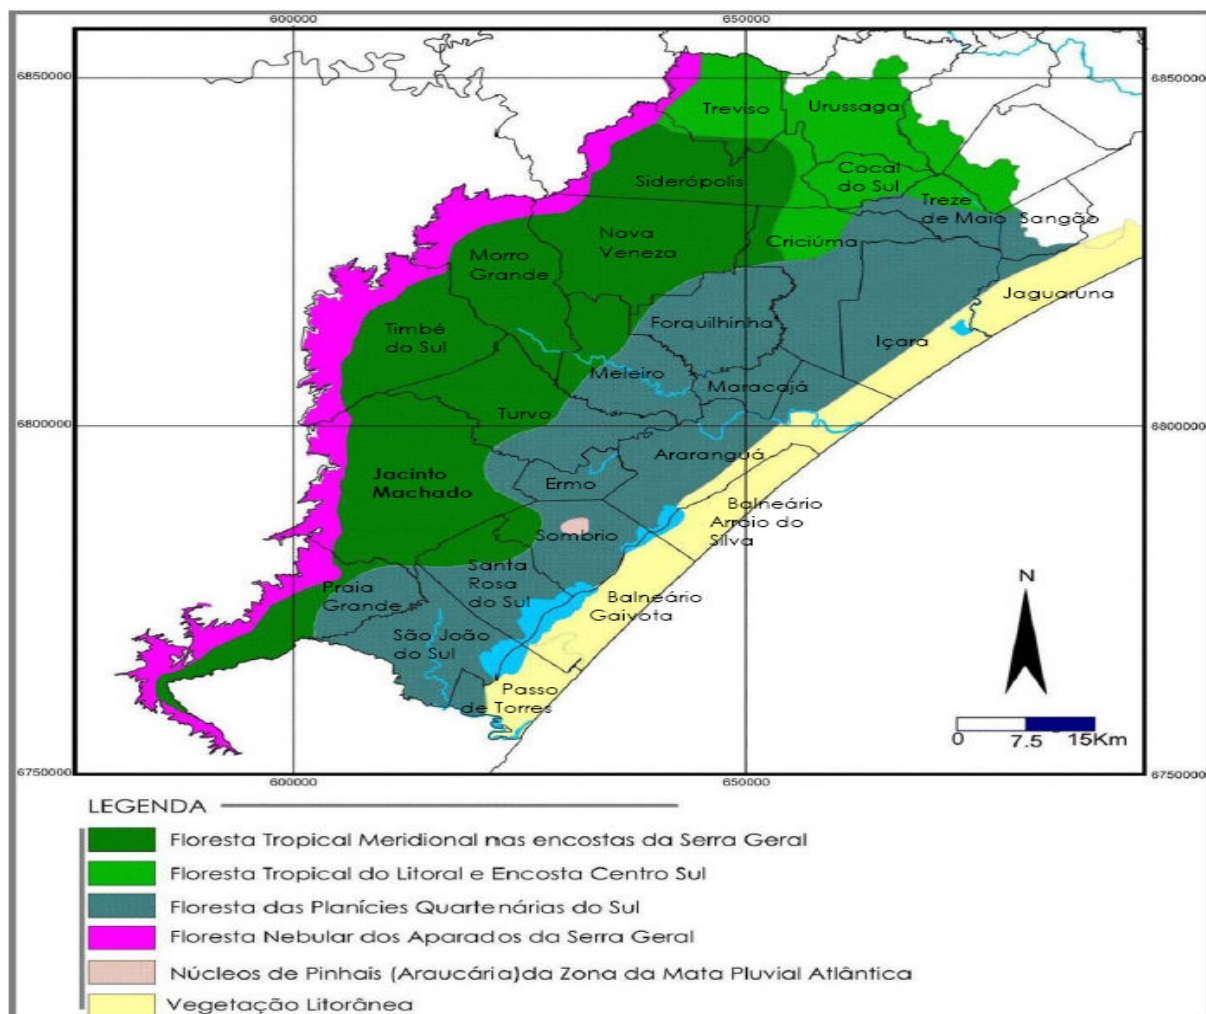 600000
650000
6850000
6850000
Treviso
Urussaga
Siderópolis
Cocal
do Sul
Treze
de Maio
Sangão
Nova
Veneza
Criciúma
Morro
Grande
Jaguaruna
Timbé
do Sul
Forquilhinha
Içara
Meleiro
Maracajá
Turvo
6800000
6800000
Araranguá
Jacinto
Machado
Ermo
Balneário
Arroio do
Silva
Sombrio
Santa
Rosa
do Sul
Praia
Grande
Balneário
Gaivota
N
São João
do Sul
Passo
de Torres
0
7.5
15Km
6750000
6750000
600000
650000
LEGENDA
Floresta Tropical Meridional nas encostas da Serra Geral
Floresta Tropical do Litoral e Encosta Centro Sul
Floresta das Planícies Quartenárias do Sul
Floresta Nebular dos Aparados da Serra Geral
Núcleos de Pinhais (Araucária)da Zona da Mata Pluvial Atlântica
Vegetação Litorânea